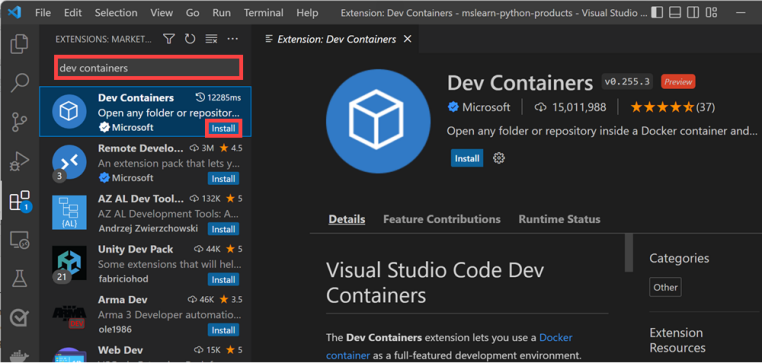 File Edit Selection View Go Run Terminal Help Extension: Dev Containers - mslearn-python-products - Visual Studio ...
EXTENSIONS: MARKET...
Extension: Dev Containers
dev containers
Dev Containers 12285ms
Open any folder or repositor...
Microsoft Install
Remote Develo... 3M 4.5
An extension pack that lets y...
3
Microsoft Install
AZ AL Dev Tool... 132K 5
AZ AL Development Tools: A...
{AL}
Andrzej Zwierzchowski Install
1
Unity Dev Pack 44K 5
Some extensions that will hel...
21
fabriciohod Install
Arma Dev 46K 3.5
Arma 3 Developer automatio...
ARMA
ole1986 Install
Web Dev 15K 5
Dev Containers v0.255.3 Preview
Microsoft 15,011,988 (37)
Open any folder or repository inside a Docker container and...
Install
Details Feature Contributions Runtime Status
Visual Studio Code Dev
Containers
The Dev Containers extension lets you use a Docker
container as a full-featured development environment.
Categories
Other
Extension
Resources